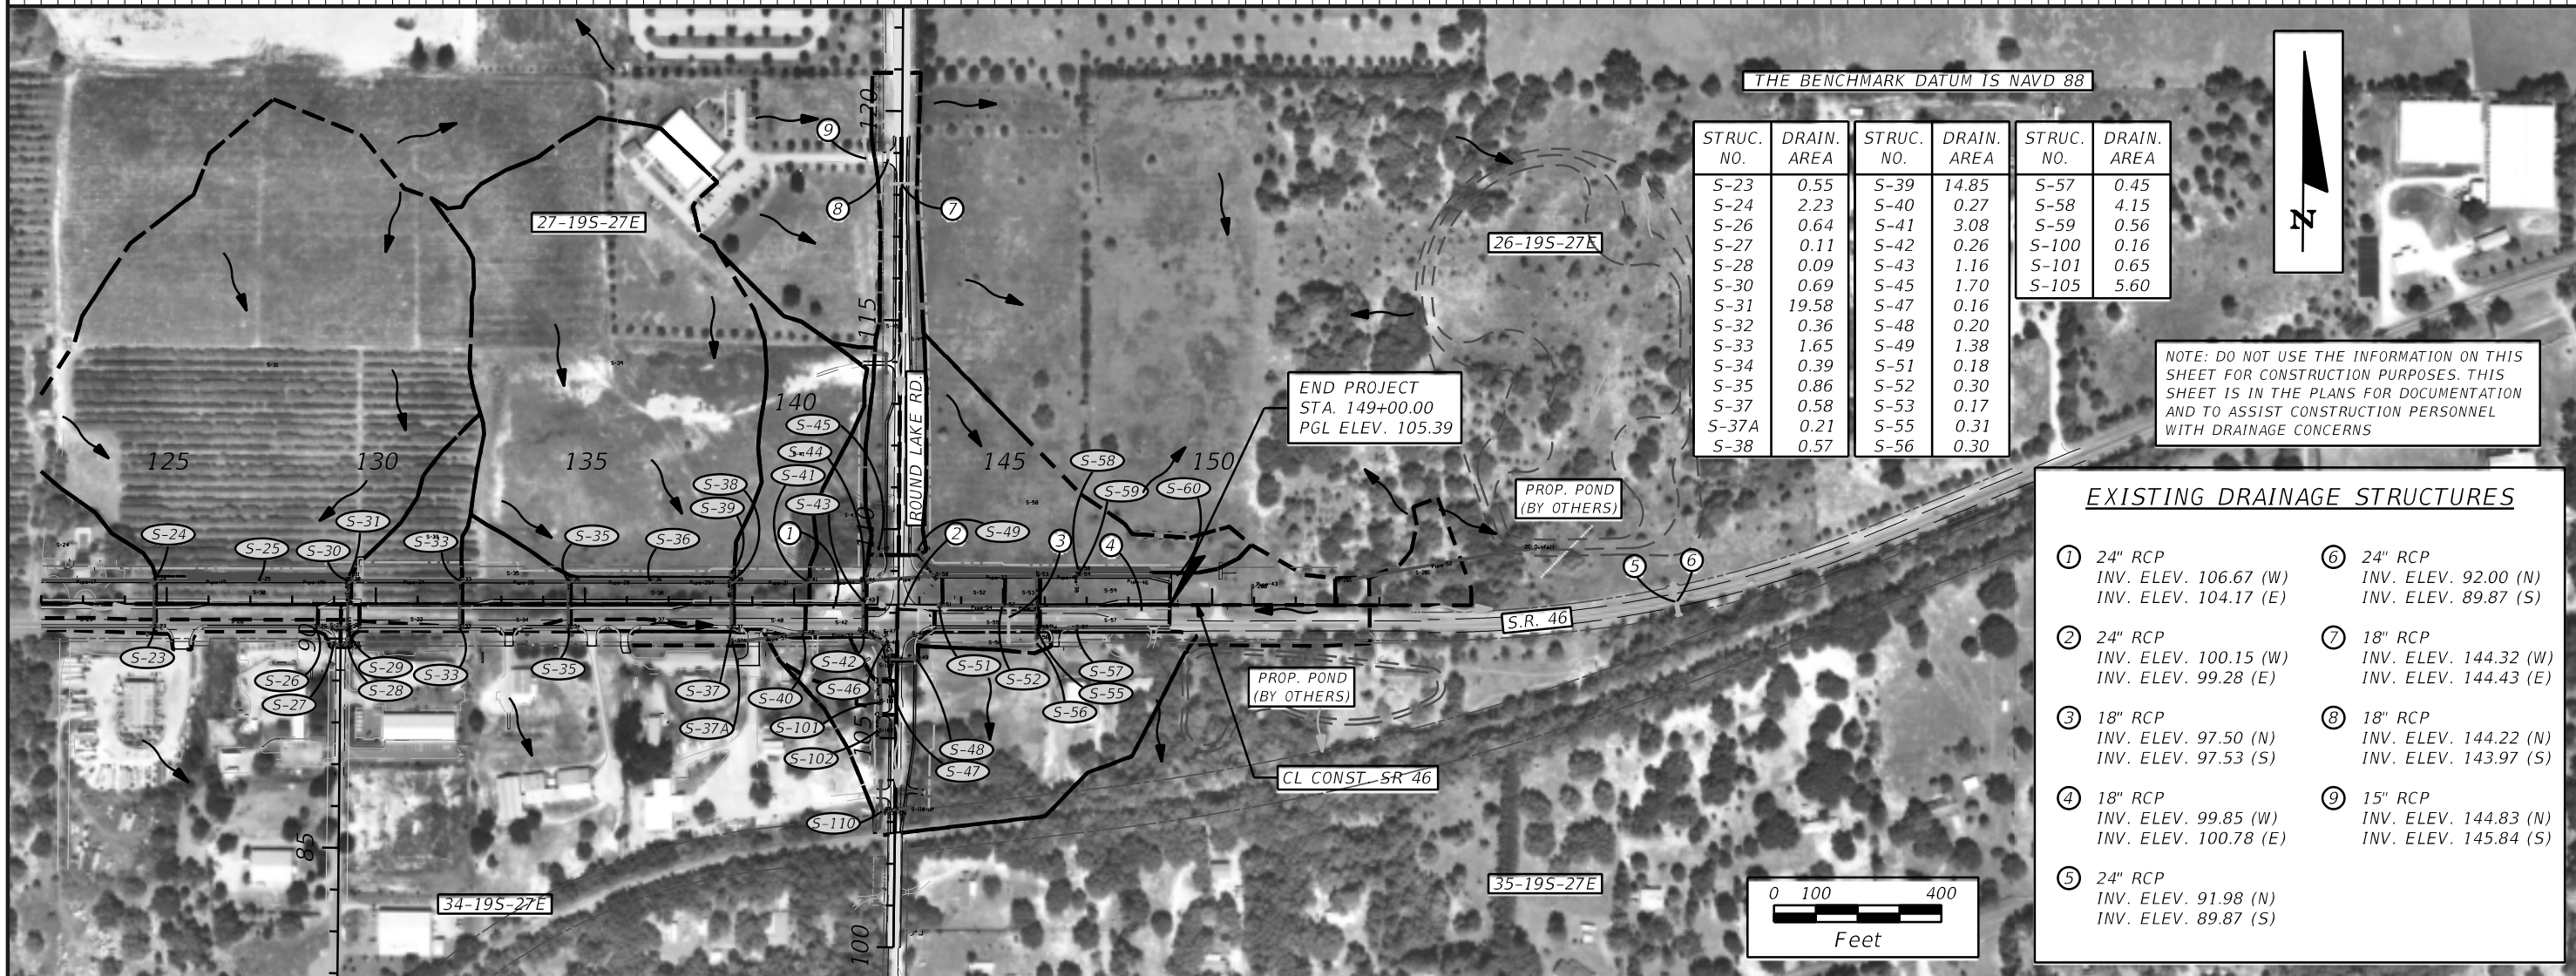 THE BENCHMARK DATUM IS NAVD 88
STRUC. NO. DRAIN. AREA STRUC. NO. DRAIN. AREA STRUC. NO. DRAIN. AREA
S-23 0.55 S-39 14.85 S-57 0.45
S-24 2.23 S-40 0.27 S-58 4.15
S-26 0.64 S-41 3.08 S-59 0.56
S-27 0.11 S-42 0.26 S-100 0.16
S-28 0.09 S-43 1.16 S-101 0.65
S-30 0.69 S-45 1.70 S-105 5.60
S-31 19.58 S-47 0.16
S-32 0.36 S-48 0.20
S-33 1.65 S-49 1.38
S-34 0.39 S-51 0.18
S-35 0.86 S-52 0.30
S-37 0.58 S-53 0.17
S-37A 0.21 S-55 0.31
S-38 0.57 S-56 0.30
N
NOTE: DO NOT USE THE INFORMATION ON THIS
SHEET FOR CONSTRUCTION PURPOSES. THIS
SHEET IS IN THE PLANS FOR DOCUMENTATION
AND TO ASSIST CONSTRUCTION PERSONNEL
WITH DRAINAGE CONCERNS
27-19S-27E
26-19S-27E
9
8
7
120
115
110
ROUND LAKE RD.
END PROJECT
STA. 149+00.00
PGL ELEV. 105.39
125
130
135
140
145
150
S-45
S-44
S-41
S-43
S-38
S-39
1
S-58
S-59
S-60
2
S-49
3
4
S-24
S-25
S-30
S-31
S-33
S-35
S-36
PROP. POND
(BY OTHERS)
5
6
S.R. 46
90
S-23
S-26
S-27
S-29
S-28
S-33
S-35
S-37
S-37A
S-40
S-42
S-46
S-101
S-102
105
S-51
S-52
S-57
S-55
S-56
S-48
S-47
S-110
PROP. POND
(BY OTHERS)
CL CONST. SR 46
85
100
34-19S-27E
35-19S-27E
0 100 400
Feet
EXISTING DRAINAGE STRUCTURES
1 24" RCP
INV. ELEV. 106.67 (W)
INV. ELEV. 104.17 (E)
2 24" RCP
INV. ELEV. 100.15 (W)
INV. ELEV. 99.28 (E)
3 18" RCP
INV. ELEV. 97.50 (N)
INV. ELEV. 97.53 (S)
4 18" RCP
INV. ELEV. 99.85 (W)
INV. ELEV. 100.78 (E)
5 24" RCP
INV. ELEV. 91.98 (N)
INV. ELEV. 89.87 (S)
6 24" RCP
INV. ELEV. 92.00 (N)
INV. ELEV. 89.87 (S)
7 18" RCP
INV. ELEV. 144.32 (W)
INV. ELEV. 144.43 (E)
8 18" RCP
INV. ELEV. 144.22 (N)
INV. ELEV. 143.97 (S)
9 15" RCP
INV. ELEV. 144.83 (N)
INV. ELEV. 145.84 (S)